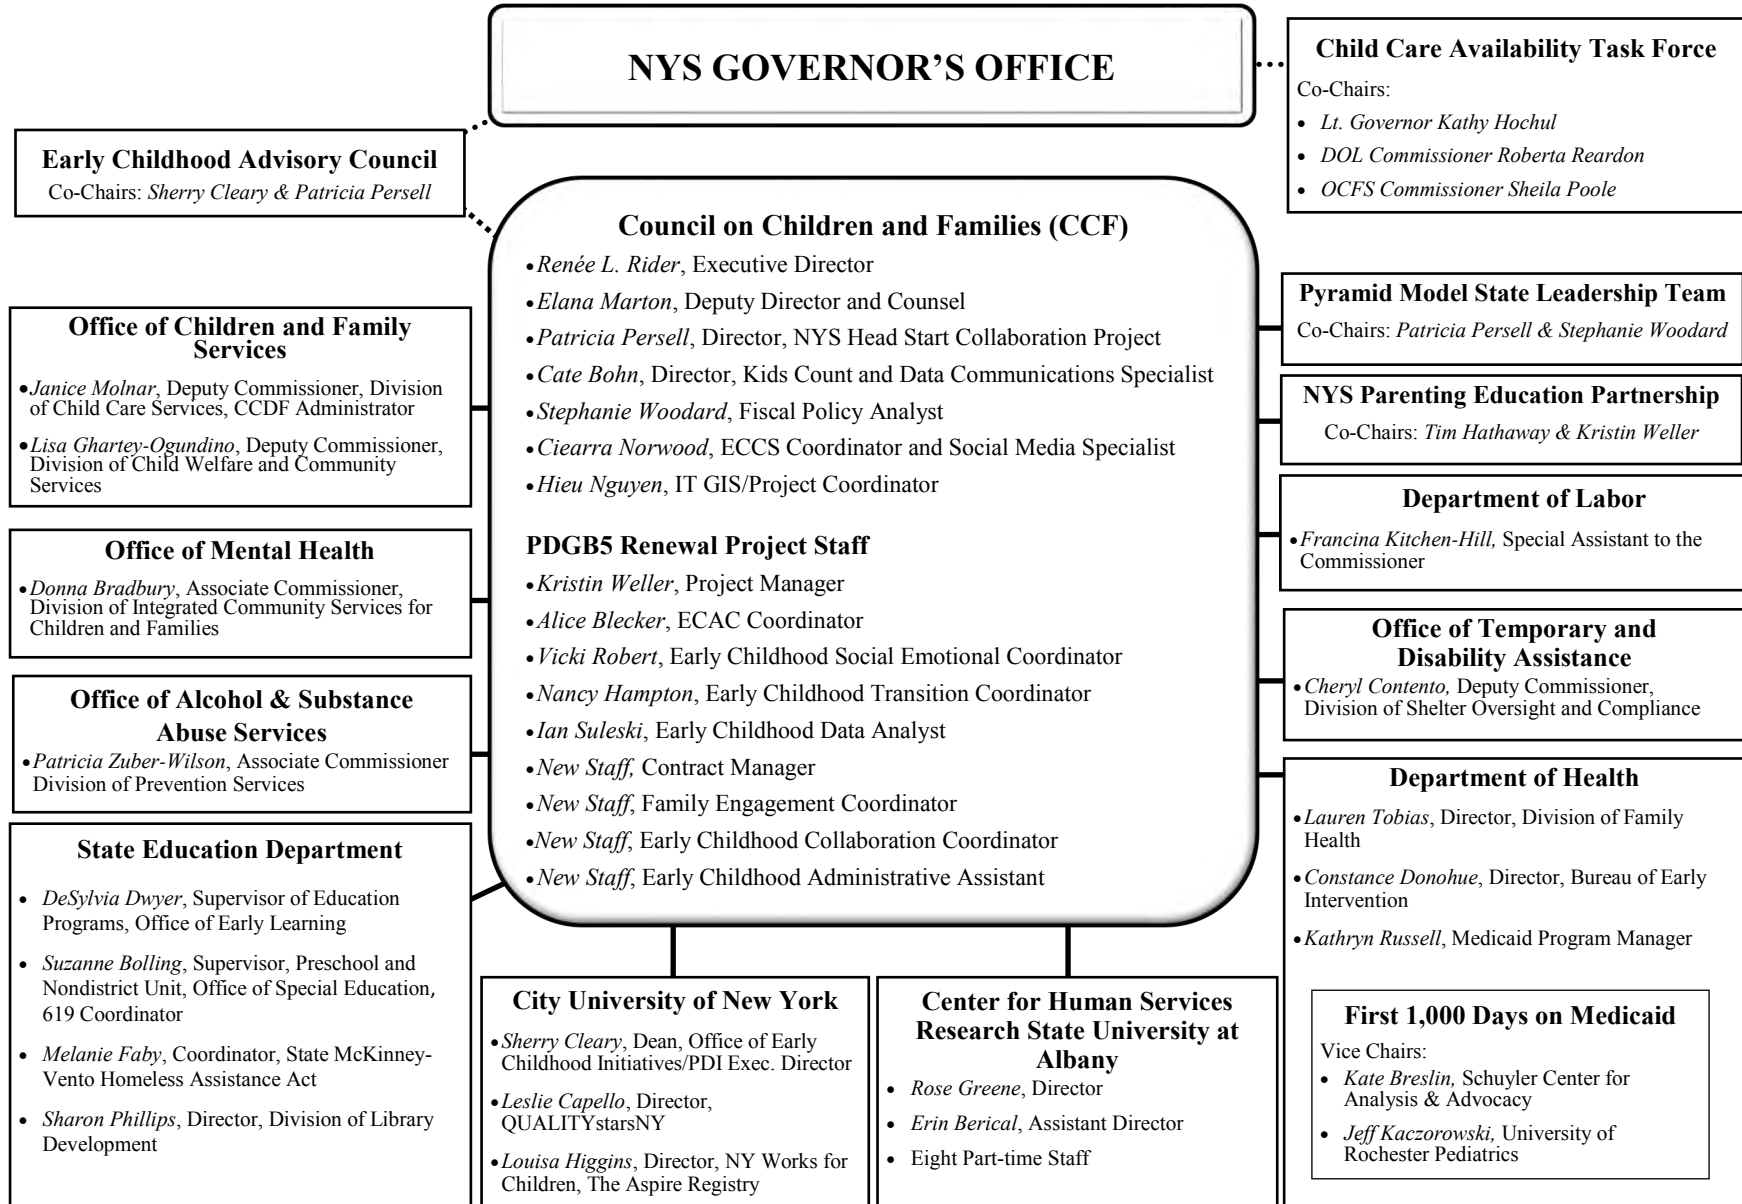 NYS GOVERNOR’S OFFICE
Child Care Availability Task Force
Co-Chairs:
• Lt. Governor Kathy Hochul
• DOL Commissioner Roberta Reardon
• OCFS Commissioner Sheila Poole
Early Childhood Advisory Council
Co-Chairs: Sherry Cleary & Patricia Persell
Council on Children and Families (CCF)
• Renée L. Rider, Executive Director
• Elana Marton, Deputy Director and Counsel
• Patricia Persell, Director, NYS Head Start Collaboration Project
• Cate Bohn, Director, Kids Count and Data Communications Specialist
• Stephanie Woodard, Fiscal Policy Analyst
• Ciearra Norwood, ECCS Coordinator and Social Media Specialist
• Hieu Nguyen, IT GIS/Project Coordinator
PDGB5 Renewal Project Staff
• Kristin Weller, Project Manager
• Alice Blecker, ECAC Coordinator
• Vicki Robert, Early Childhood Social Emotional Coordinator
• Nancy Hampton, Early Childhood Transition Coordinator
• Ian Suleski, Early Childhood Data Analyst
• New Staff, Contract Manager
• New Staff, Family Engagement Coordinator
• New Staff, Early Childhood Collaboration Coordinator
• New Staff, Early Childhood Administrative Assistant
Office of Children and Family
Services
• Janice Molnar, Deputy Commissioner, Division
of Child Care Services, CCDF Administrator
• Lisa Ghartey-Ogundino, Deputy Commissioner,
Division of Child Welfare and Community
Services
Office of Mental Health
• Donna Bradbury, Associate Commissioner,
Division of Integrated Community Services for
Children and Families
Office of Alcohol & Substance
Abuse Services
• Patricia Zuber-Wilson, Associate Commissioner
Division of Prevention Services
State Education Department
• DeSylvia Dwyer, Supervisor of Education
Programs, Office of Early Learning
• Suzanne Bolling, Supervisor, Preschool and
Nondistrict Unit, Office of Special Education,
619 Coordinator
• Melanie Faby, Coordinator, State McKinney-
Vento Homeless Assistance Act
• Sharon Phillips, Director, Division of Library
Development
City University of New York
• Sherry Cleary, Dean, Office of Early
Childhood Initiatives/PDI Exec. Director
• Leslie Capello, Director,
QUALITYstarsNY
• Louisa Higgins, Director, NY Works for
Children, The Aspire Registry
Center for Human Services
Research State University at
Albany
• Rose Greene, Director
• Erin Berical, Assistant Director
• Eight Part-time Staff
Pyramid Model State Leadership Team
Co-Chairs: Patricia Persell & Stephanie Woodard
NYS Parenting Education Partnership
Co-Chairs: Tim Hathaway & Kristin Weller
Department of Labor
• Francina Kitchen-Hill, Special Assistant to the
Commissioner
Office of Temporary and
Disability Assistance
• Cheryl Contento, Deputy Commissioner,
Division of Shelter Oversight and Compliance
Department of Health
• Lauren Tobias, Director, Division of Family
Health
• Constance Donohue, Director, Bureau of Early
Intervention
• Kathryn Russell, Medicaid Program Manager
First 1,000 Days on Medicaid
Vice Chairs:
• Kate Breslin, Schuyler Center for
Analysis & Advocacy
• Jeff Kaczorowski, University of
Rochester Pediatrics